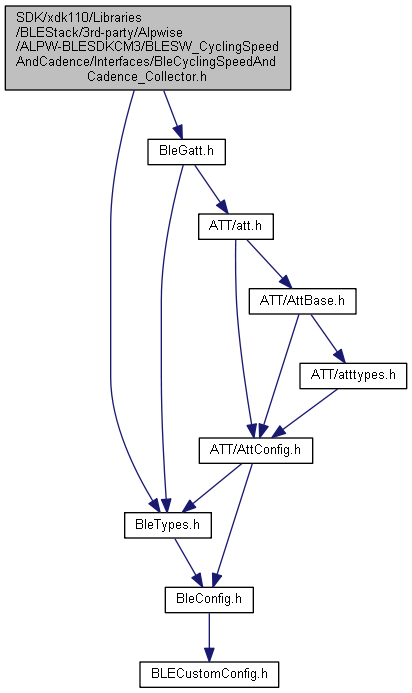 SDK/xdk110/Libraries
/BLEStack/3rd-party/Alpwise
/ALPW-BLESDKCM3/BLESW_CyclingSpeed
AndCadence/Interfaces/BleCyclingSpeedAnd
Cadence_Collector.h
BleGatt.h
ATT/att.h
ATT/AttBase.h
ATT/atttypes.h
ATT/AttConfig.h
BleTypes.h
BleConfig.h
BLECustomConfig.h